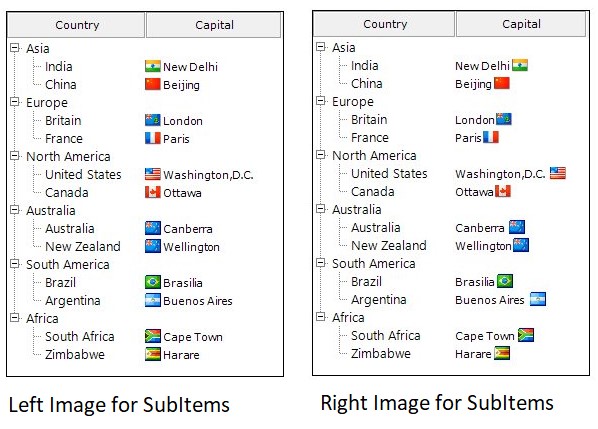 Country Capital
Asia
India New Delhi
China Beijing
Europe
Britain London
France Paris
North America
United States Washington,D.C.
Canada Ottawa
Australia
Australia Canberra
New Zealand Wellington
South America
Brazil Brasilia
Argentina Buenos Aires
Africa
South Africa Cape Town
Zimbabwe Harare
Left Image for SubItems
Country Capital
Asia
India New Delhi
China Beijing
Europe
Britain London
France Paris
North America
United States Washington,D.C.
Canada Ottawa
Australia
Australia Canberra
New Zealand Wellington
South America
Brazil Brasilia
Argentina Buenos Aires
Africa
South Africa Cape Town
Zimbabwe Harare
Right Image for SubItems